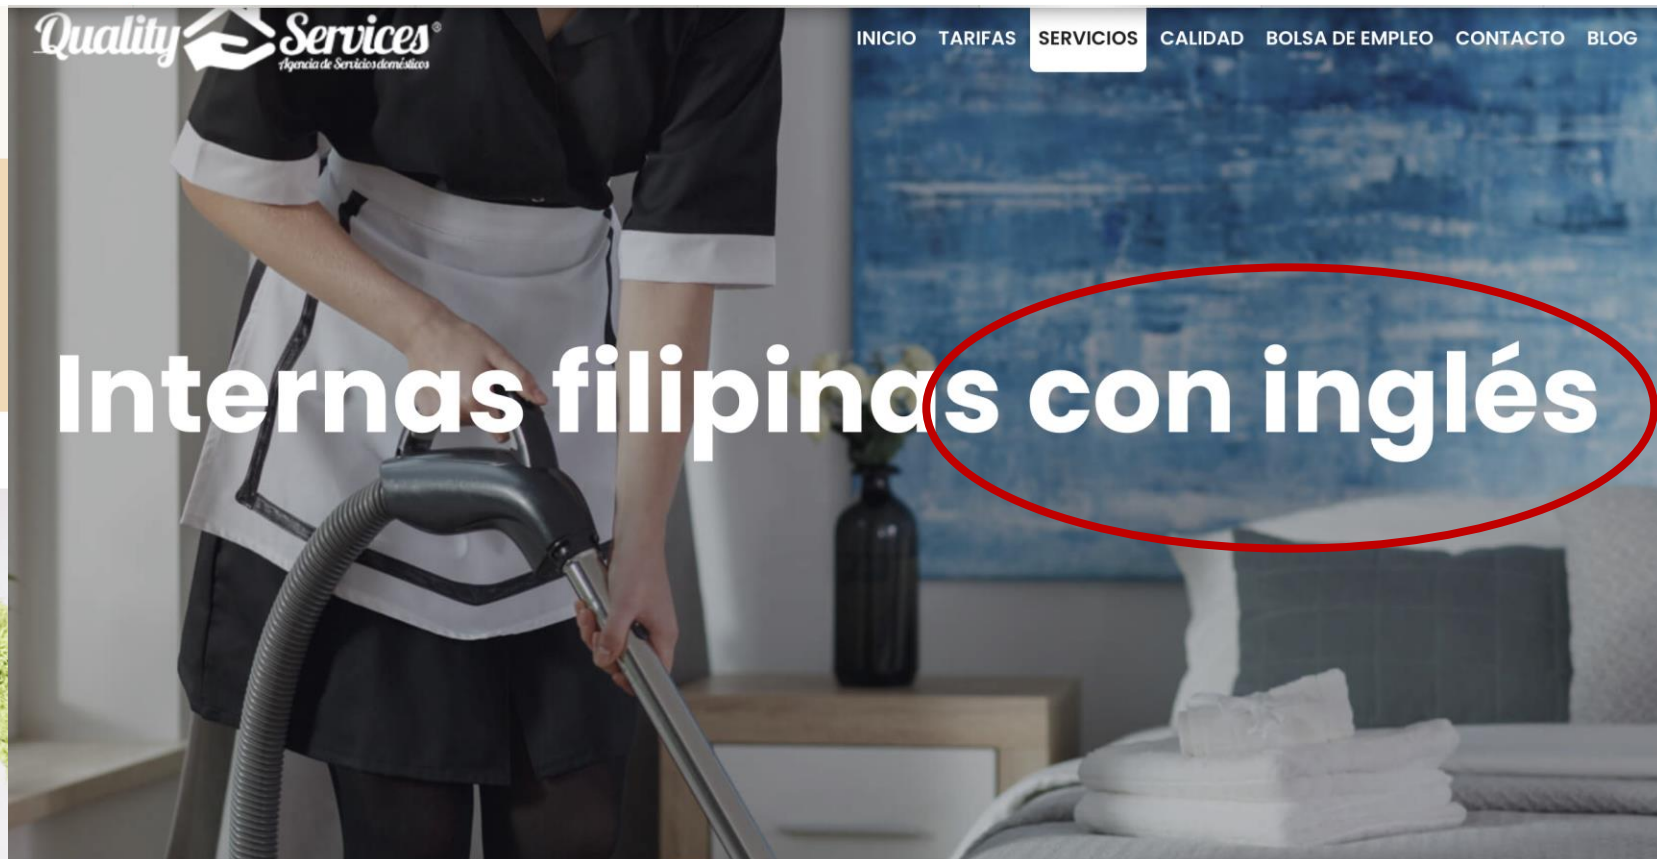 Quality Services®
Agencia de Servicios domésticos
INICIO TARIFAS SERVICIOS CALIDAD BOLSA DE EMPLEO CONTACTO BLOG
Internas filipinas con inglés